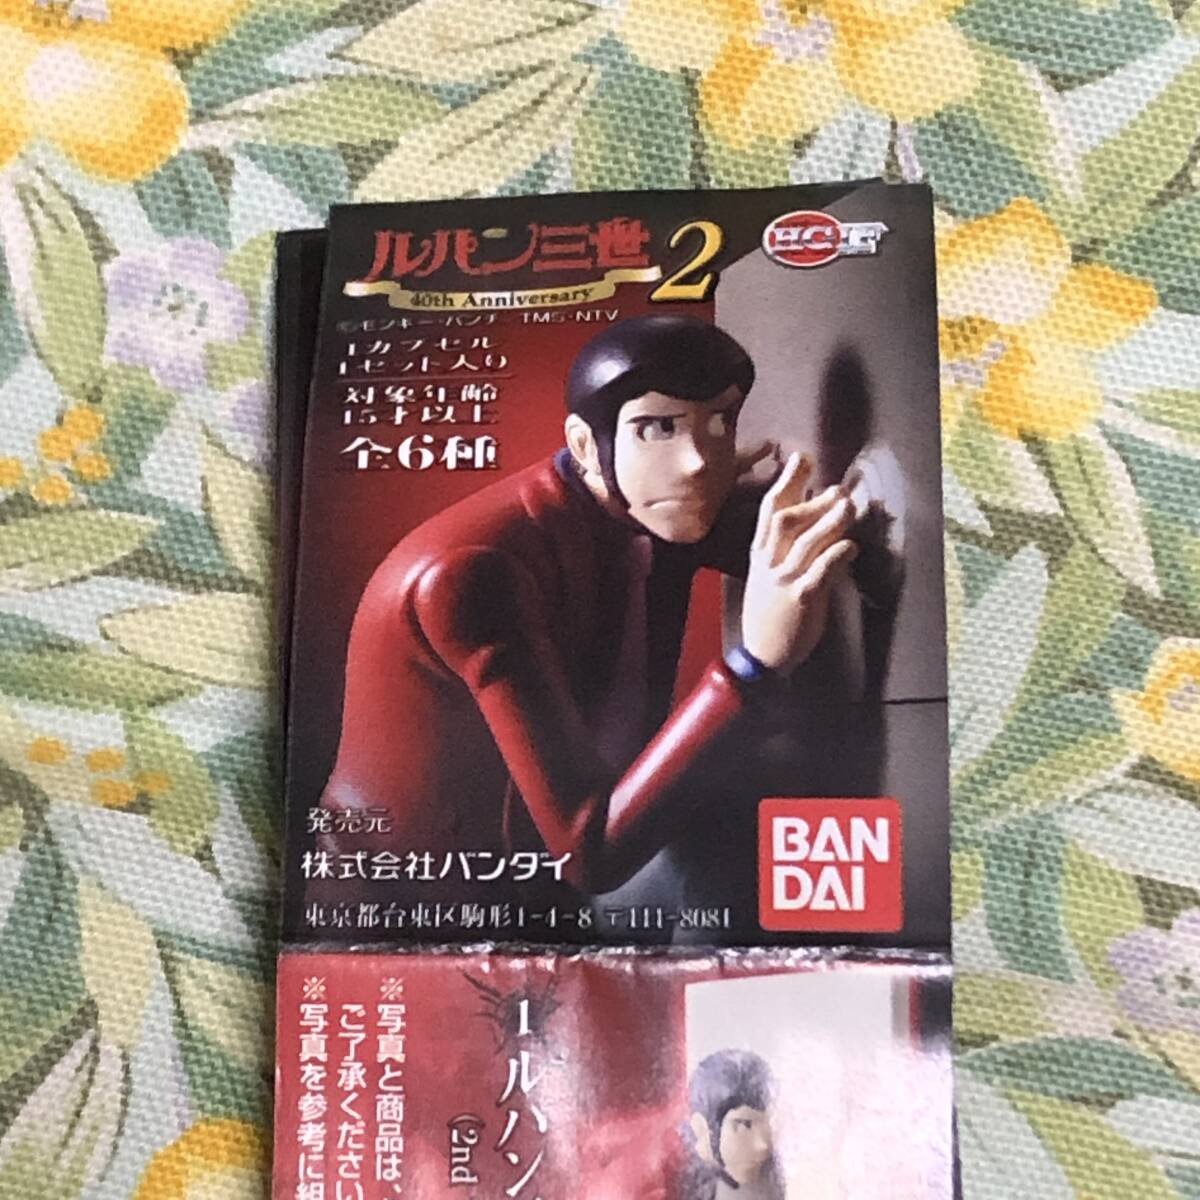 ルパン三世 2
40th Anniversary
HGIF
©モンキー・パンチ TMS・NTV
1カプセル
1セット入り
対象年齢
15才以上
全6種
発売元
株式会社バンダイ
BAN
DAI
東京都台東区駒形1-4-8 〒111-8081
1 ルパン
(2nd
※写真と商品は、
ご了承ください
※写真を参考に組